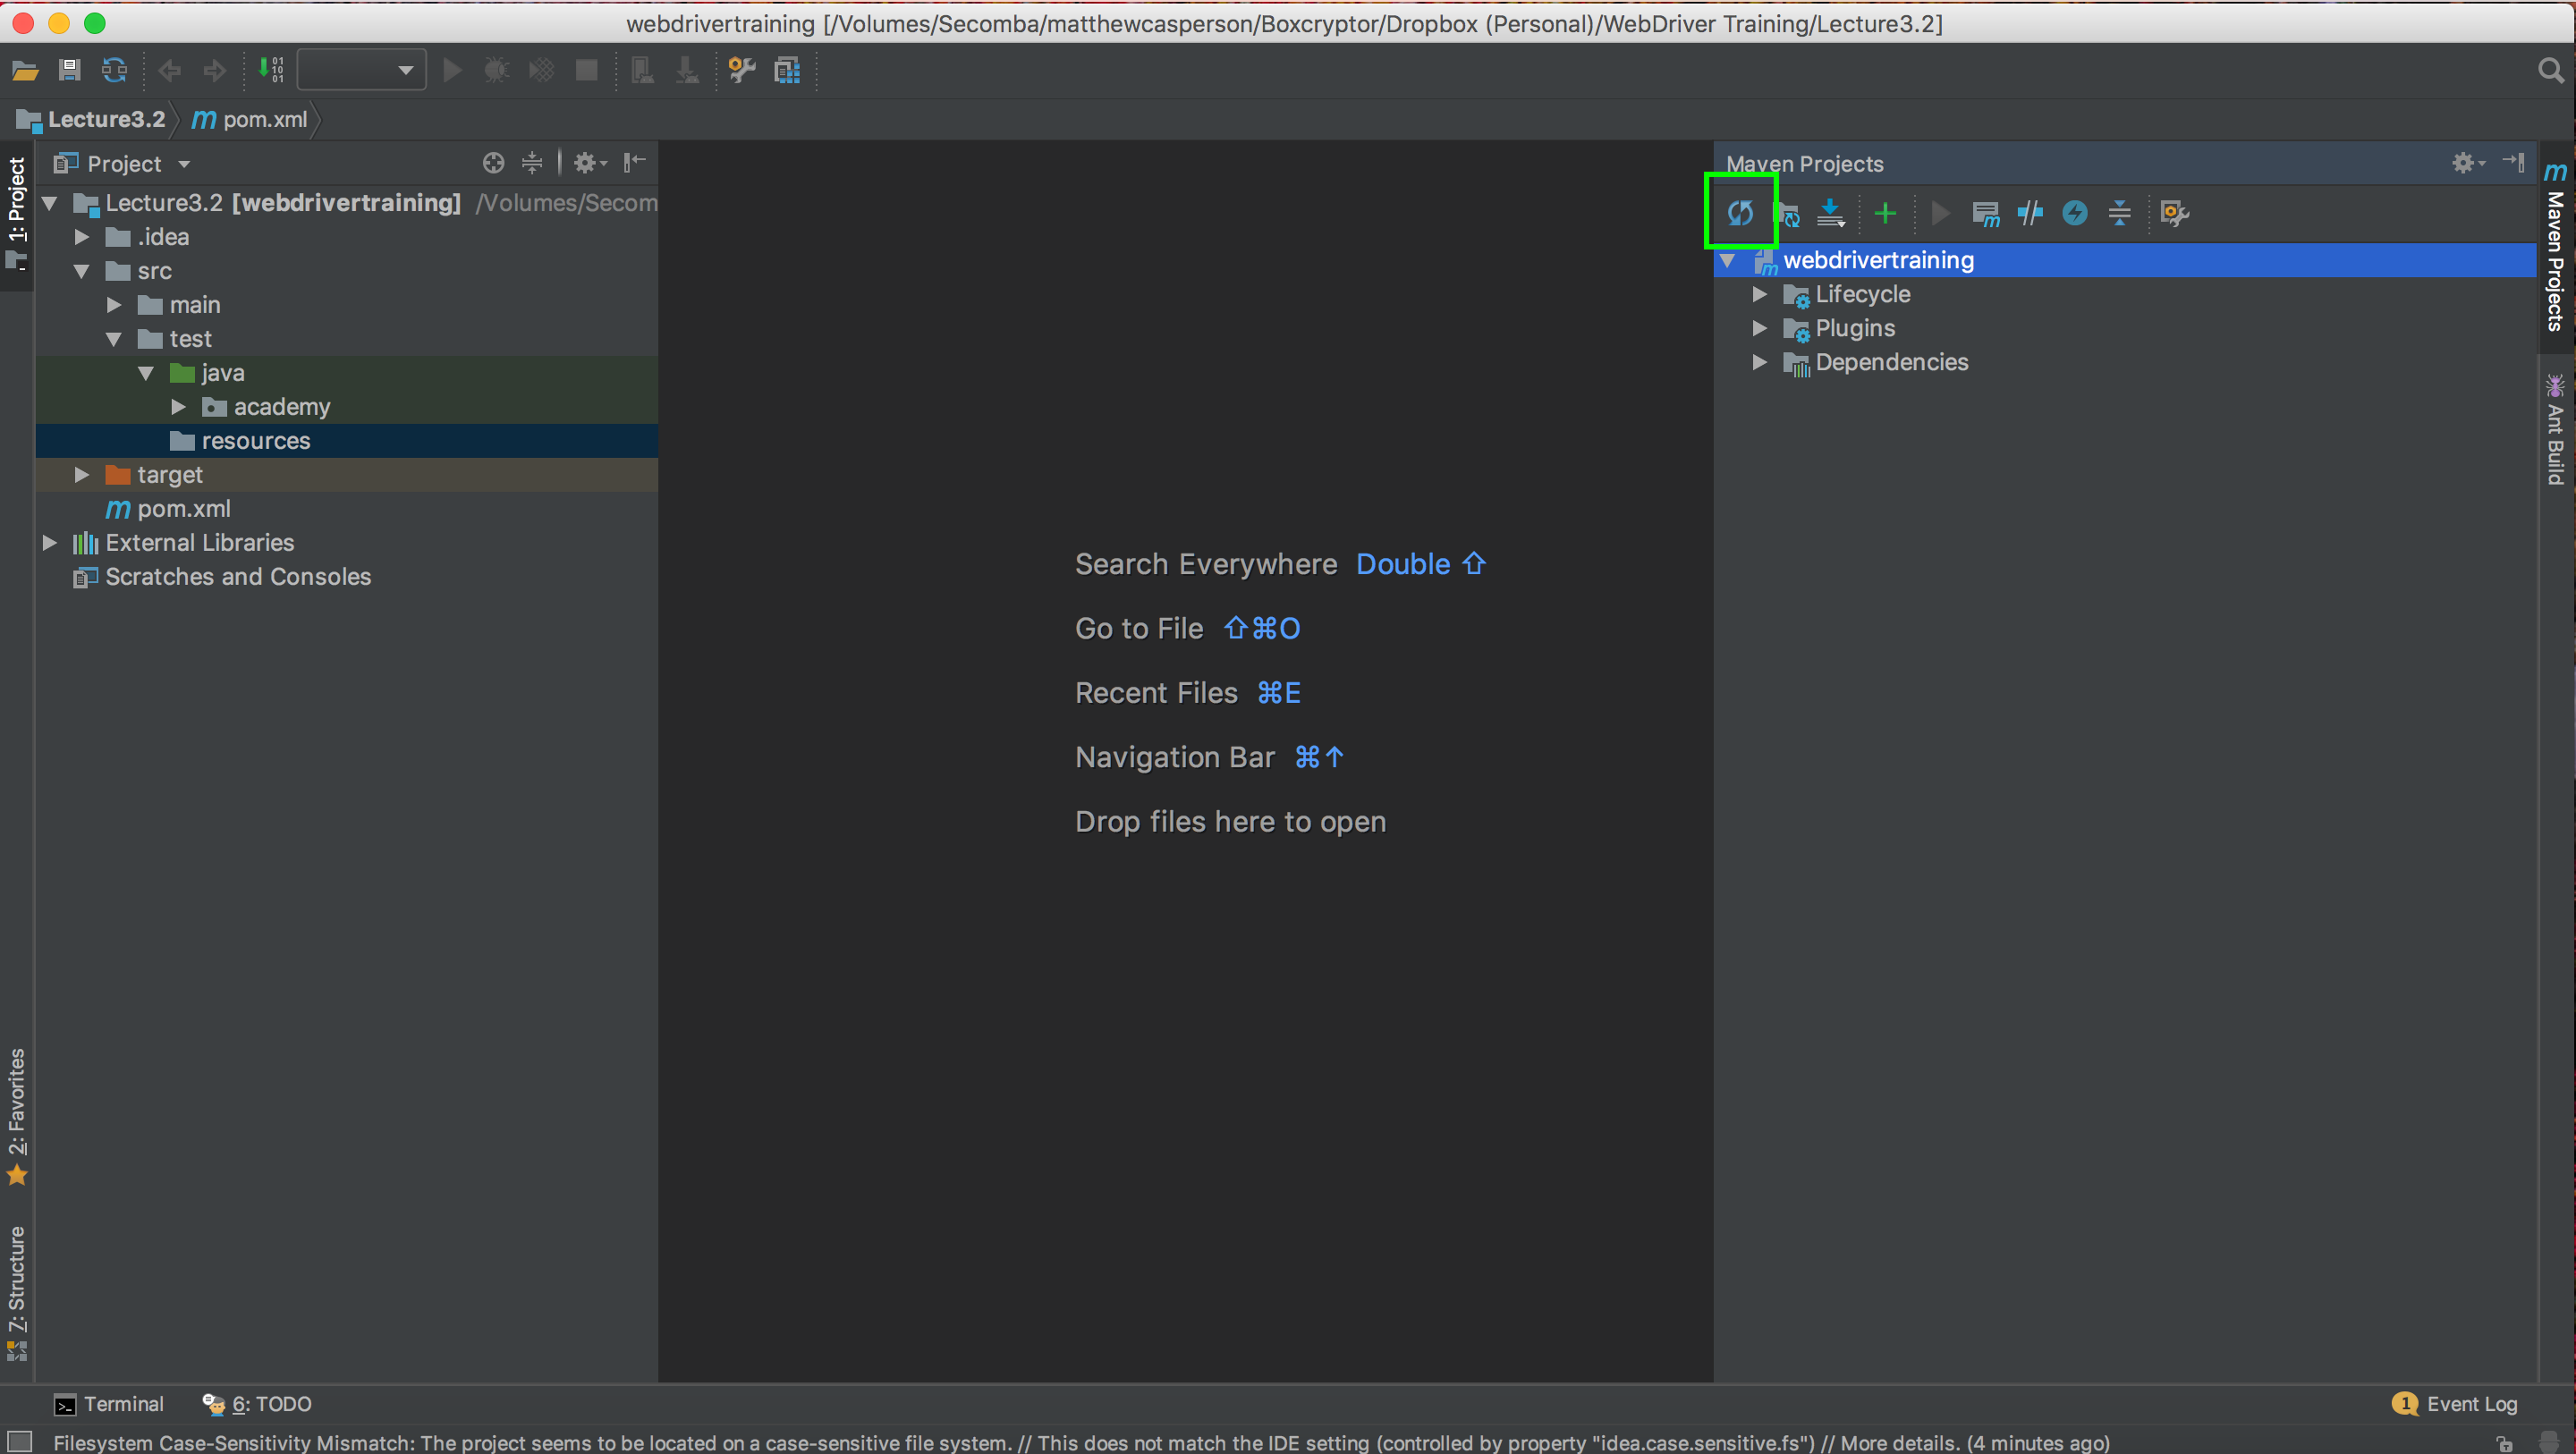 webdrivertraining [/Volumes/Secomba/matthewcasperson/Boxcryptor/Dropbox (Personal)/WebDriver Training/Lecture3.2]
Lecture3.2 pom.xml
1: Project
Project
Lecture3.2 [webdrivertraining] /Volumes/Secom
.idea
src
main
test
java
academy
resources
target
pom.xml
External Libraries
Scratches and Consoles
2: Favorites
7: Structure
Search Everywhere Double ⇧
Go to File ⇧⌘O
Recent Files ⌘E
Navigation Bar ⌘↑
Drop files here to open
Maven Projects
webdrivertraining
Lifecycle
Plugins
Dependencies
Maven Projects
Ant Build
Terminal
6: TODO
1 Event Log
Filesystem Case-Sensitivity Mismatch: The project seems to be located on a case-sensitive file system. // This does not match the IDE setting (controlled by property "idea.case.sensitive.fs") // More details. (4 minutes ago)